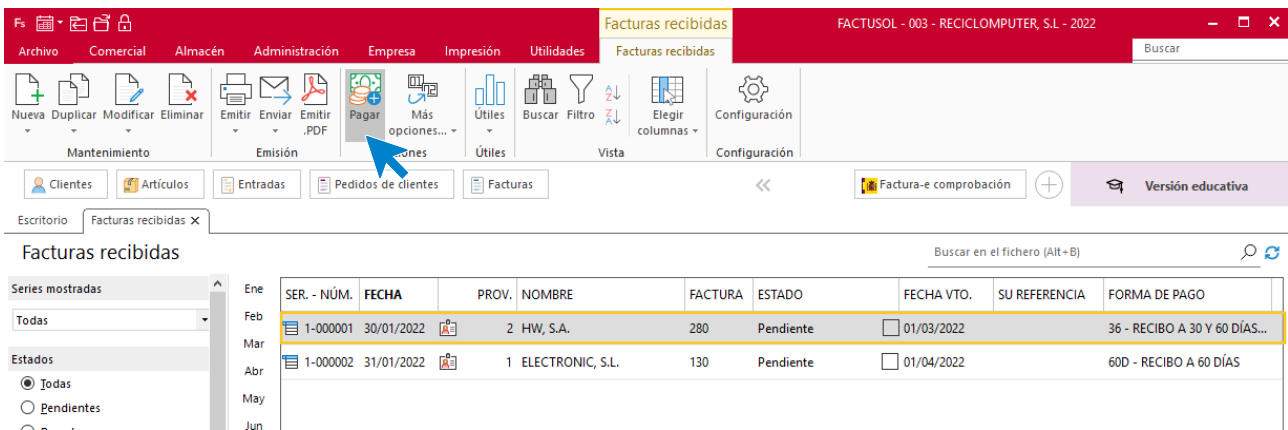 Fs
Facturas recibidas
FACTUSOL - 003 - RECICLOMPUTER, S.L - 2022
Archivo Comercial Almacén Administración Empresa Impresión Utilidades Facturas recibidas Buscar
Nueva Duplicar Modificar Eliminar Emitir Enviar Emitir .PDF Pagar Más opciones... Útiles Buscar Filtro Elegir columnas Configuración
Mantenimiento Emisión Útiles Vista Configuración
Clientes Artículos Entradas Pedidos de clientes Facturas Factura-e comprobación Versión educativa
Escritorio Facturas recibidas X
Facturas recibidas Buscar en el fichero (Alt+B)
Series mostradas
Todas
Estados
Todas
Pendientes
Ene
Feb
Mar
Abr
May
Jun
SER. - NÚM. FECHA PROV. NOMBRE FACTURA ESTADO FECHA VTO. SU REFERENCIA FORMA DE PAGO
1-000001 30/01/2022 2 HW, S.A. 280 Pendiente 01/03/2022 36 - RECIBO A 30 Y 60 DÍAS...
1-000002 31/01/2022 1 ELECTRONIC, S.L. 130 Pendiente 01/04/2022 60D - RECIBO A 60 DÍAS